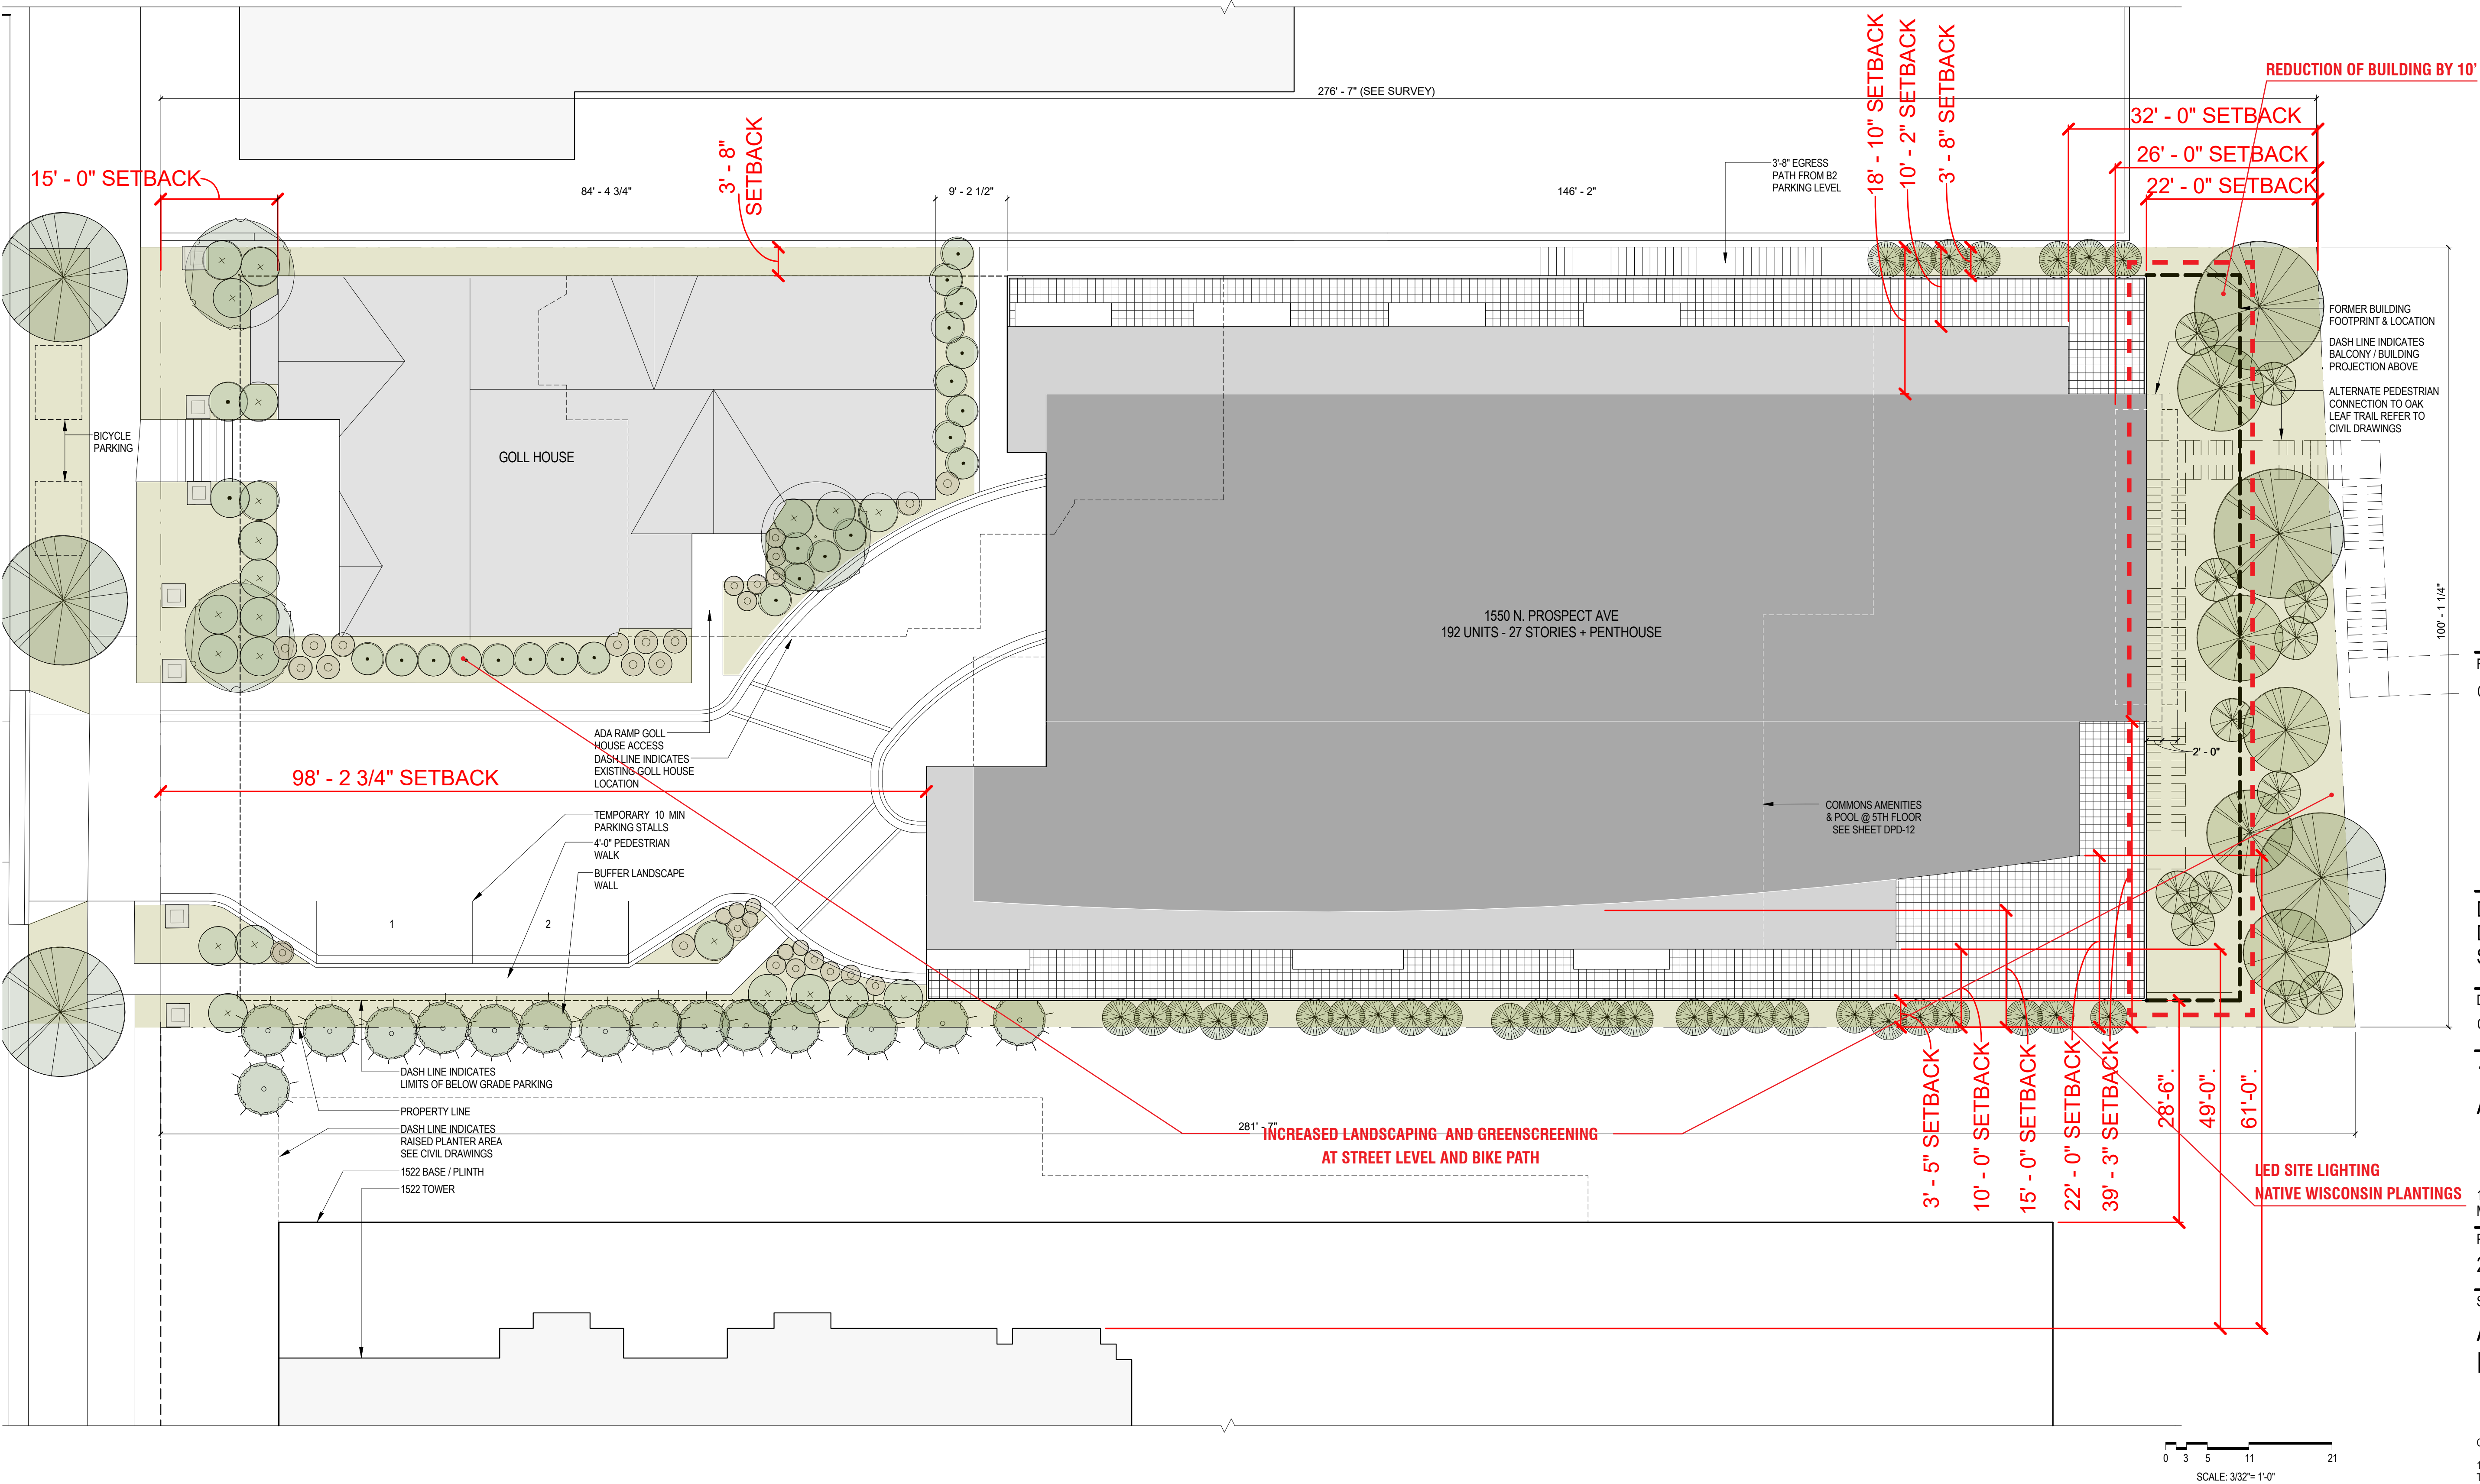 REDUCTION OF BUILDING BY 10'
276' - 7" (SEE SURVEY)
18' - 10" SETBACK
10' - 2" SETBACK
3' - 8" SETBACK
32' - 0" SETBACK
26' - 0" SETBACK
22' - 0" SETBACK
15' - 0" SETBACK
84' - 4 3/4"
3' - 8"
SETBACK
9' - 2 1/2"
146' - 2"
3'-8" EGRESS
PATH FROM B2
PARKING LEVEL
FORMER BUILDING
FOOTPRINT & LOCATION
DASH LINE INDICATES
BALCONY / BUILDING
PROJECTION ABOVE
ALTERNATE PEDESTRIAN
CONNECTION TO OAK
LEAF TRAIL REFER TO
CIVIL DRAWINGS
BICYCLE
PARKING
GOLL HOUSE
1550 N. PROSPECT AVE
192 UNITS - 27 STORIES + PENTHOUSE
100' - 1 1/4"
2' - 0"
ADA RAMP GOLL
HOUSE ACCESS
DASH LINE INDICATES
EXISTING GOLL HOUSE
LOCATION
98' - 2 3/4" SETBACK
TEMPORARY 10 MIN
PARKING STALLS
4'-0" PEDESTRIAN
WALK
BUFFER LANDSCAPE
WALL
COMMONS AMENITIES
& POOL @ 5TH FLOOR
SEE SHEET DPD-12
1
2
DASH LINE INDICATES
LIMITS OF BELOW GRADE PARKING
PROPERTY LINE
DASH LINE INDICATES
RAISED PLANTER AREA
SEE CIVIL DRAWINGS
1522 BASE / PLINTH
1522 TOWER
281' - 7"
INCREASED LANDSCAPING AND GREENSCREENING
AT STREET LEVEL AND BIKE PATH
3' - 5" SETBACK
10' - 0" SETBACK
15' - 0" SETBACK
22' - 0" SETBACK
39' - 3" SETBACK
28'-6".
49'-0".
61'-0".
LED SITE LIGHTING
NATIVE WISCONSIN PLANTINGS
0 3 5 11 21
SCALE: 3/32"= 1'-0"